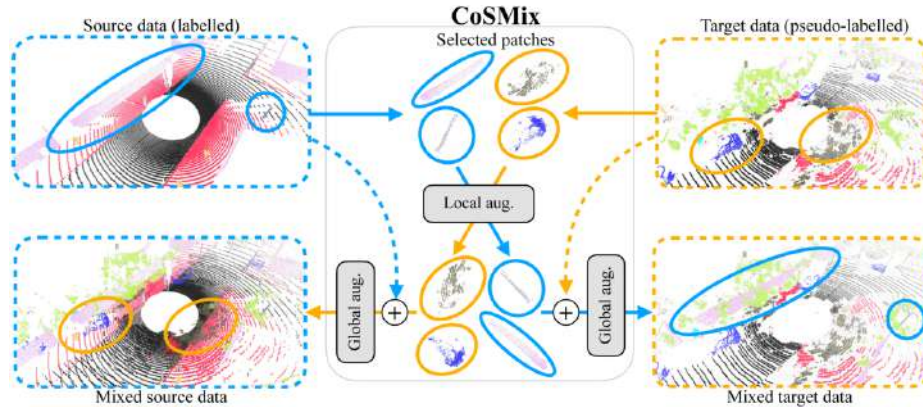 CoSMix
Source data (labelled)
Selected patches
Target data (pseudo-labelled)
Local aug.
Global aug.
Global aug.
Mixed source data
Mixed target data